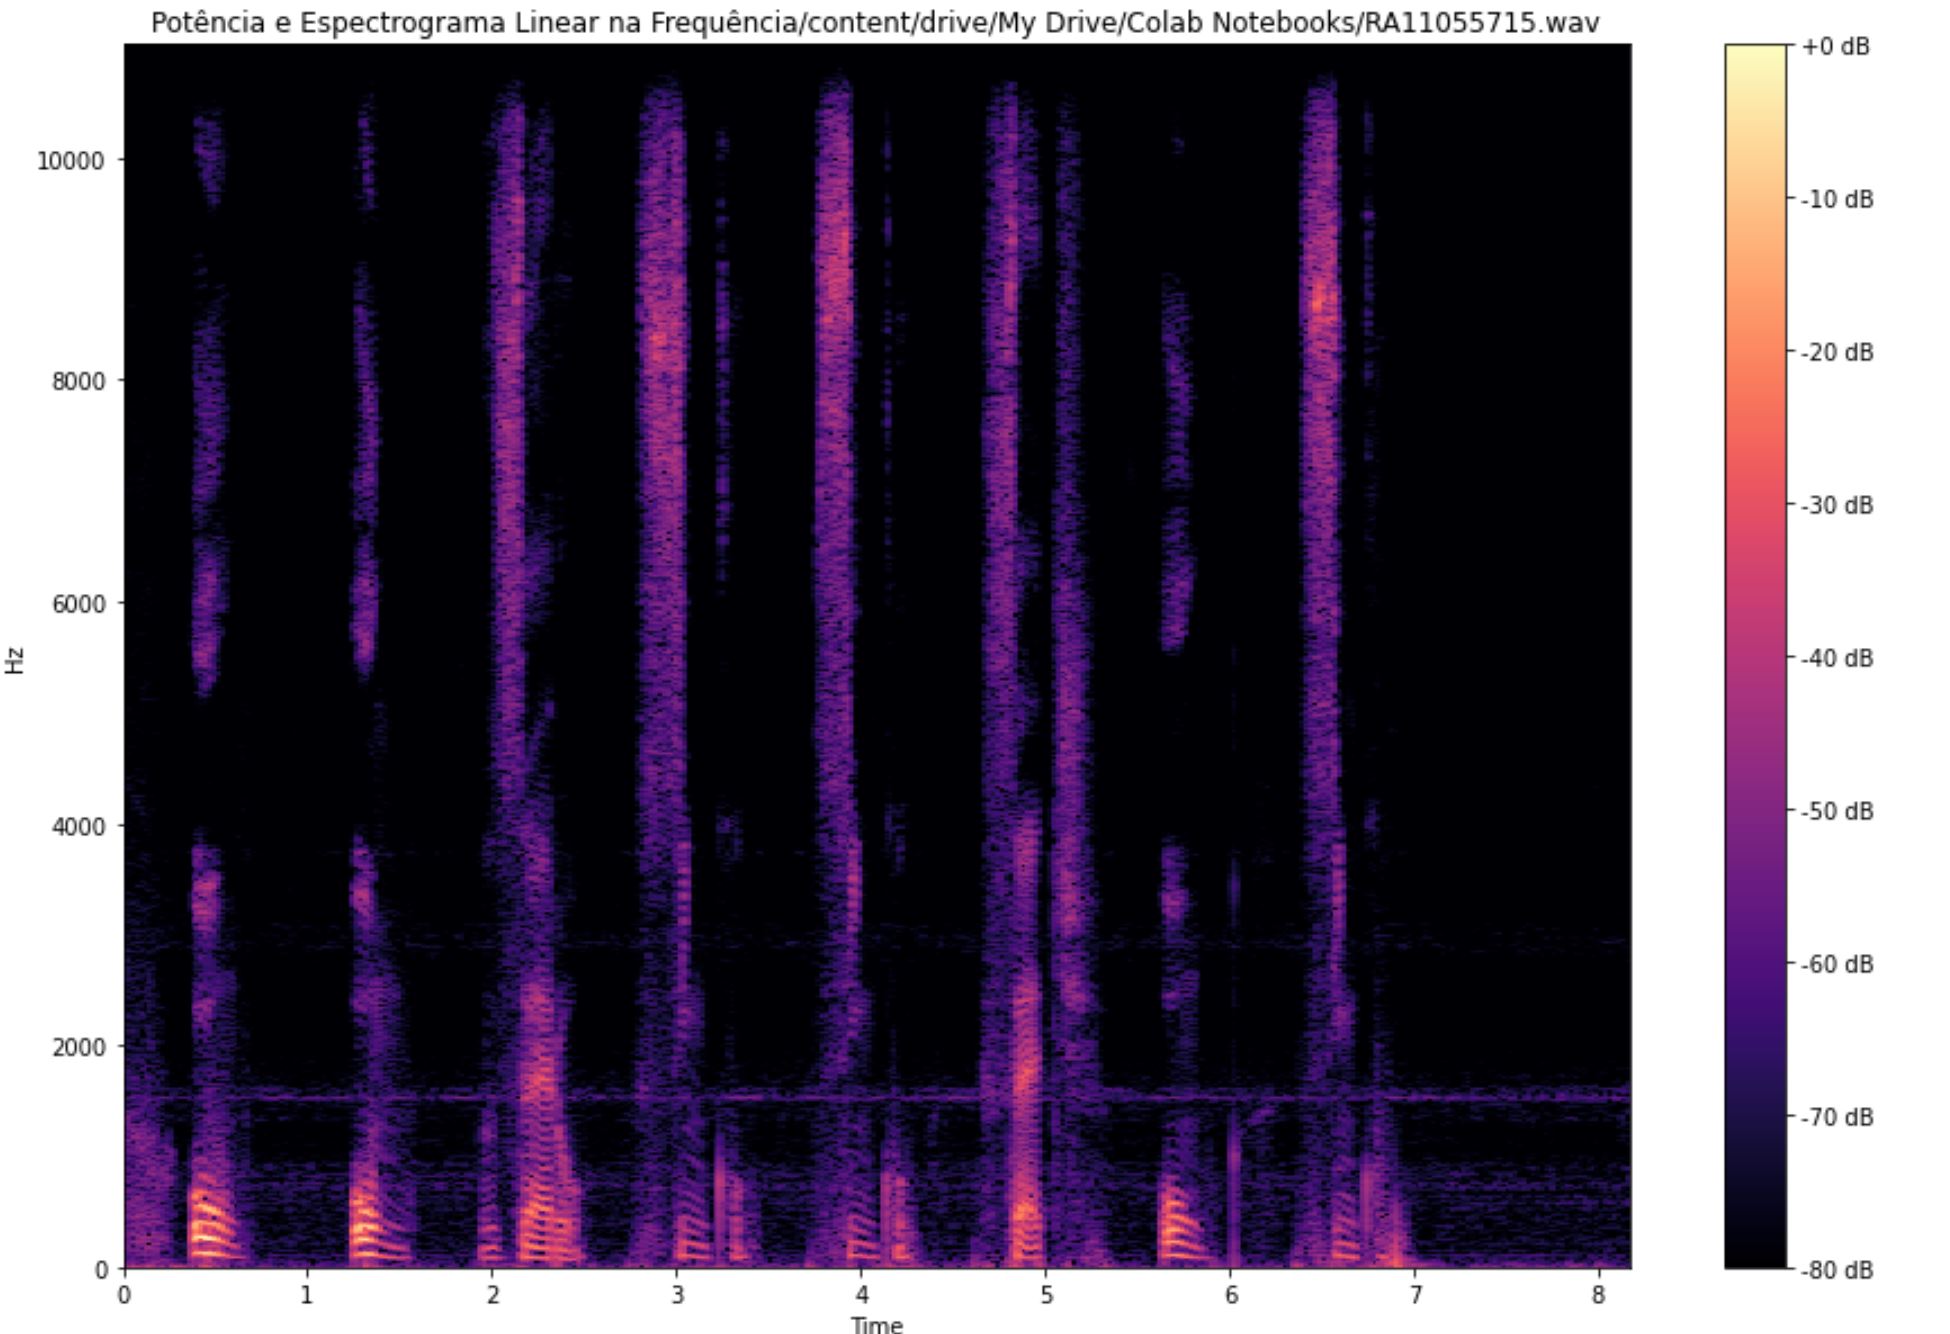 Potência e Espectrograma Linear na Frequência/content/drive/My Drive/Colab Notebooks/RA11055715.wav
+0 dB
10000
-10 dB
-20 dB
8000
-30 dB
6000
Hz
-40 dB
4000
-50 dB
-60 dB
2000
-70 dB
0
-80 dB
0 1 2 3 4 5 6 7 8
Time